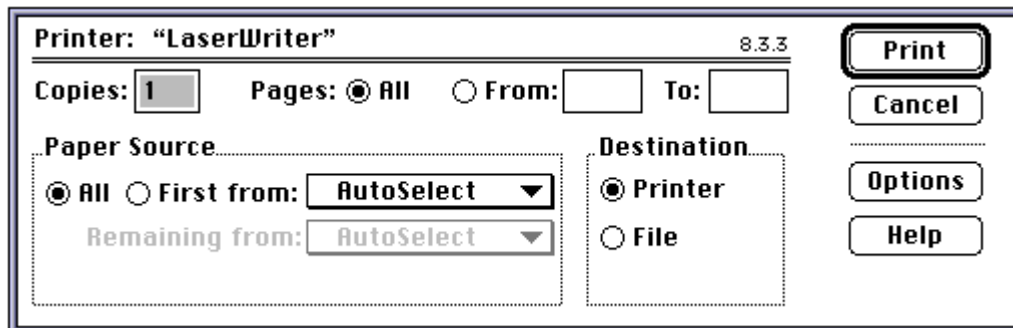 Printer: “LaserWriter” 8.3.3 Print
Copies: 1 Pages: All From: To: Cancel
Paper Source Destination
All First from: AutoSelect Printer Options
Remaining from: AutoSelect File Help